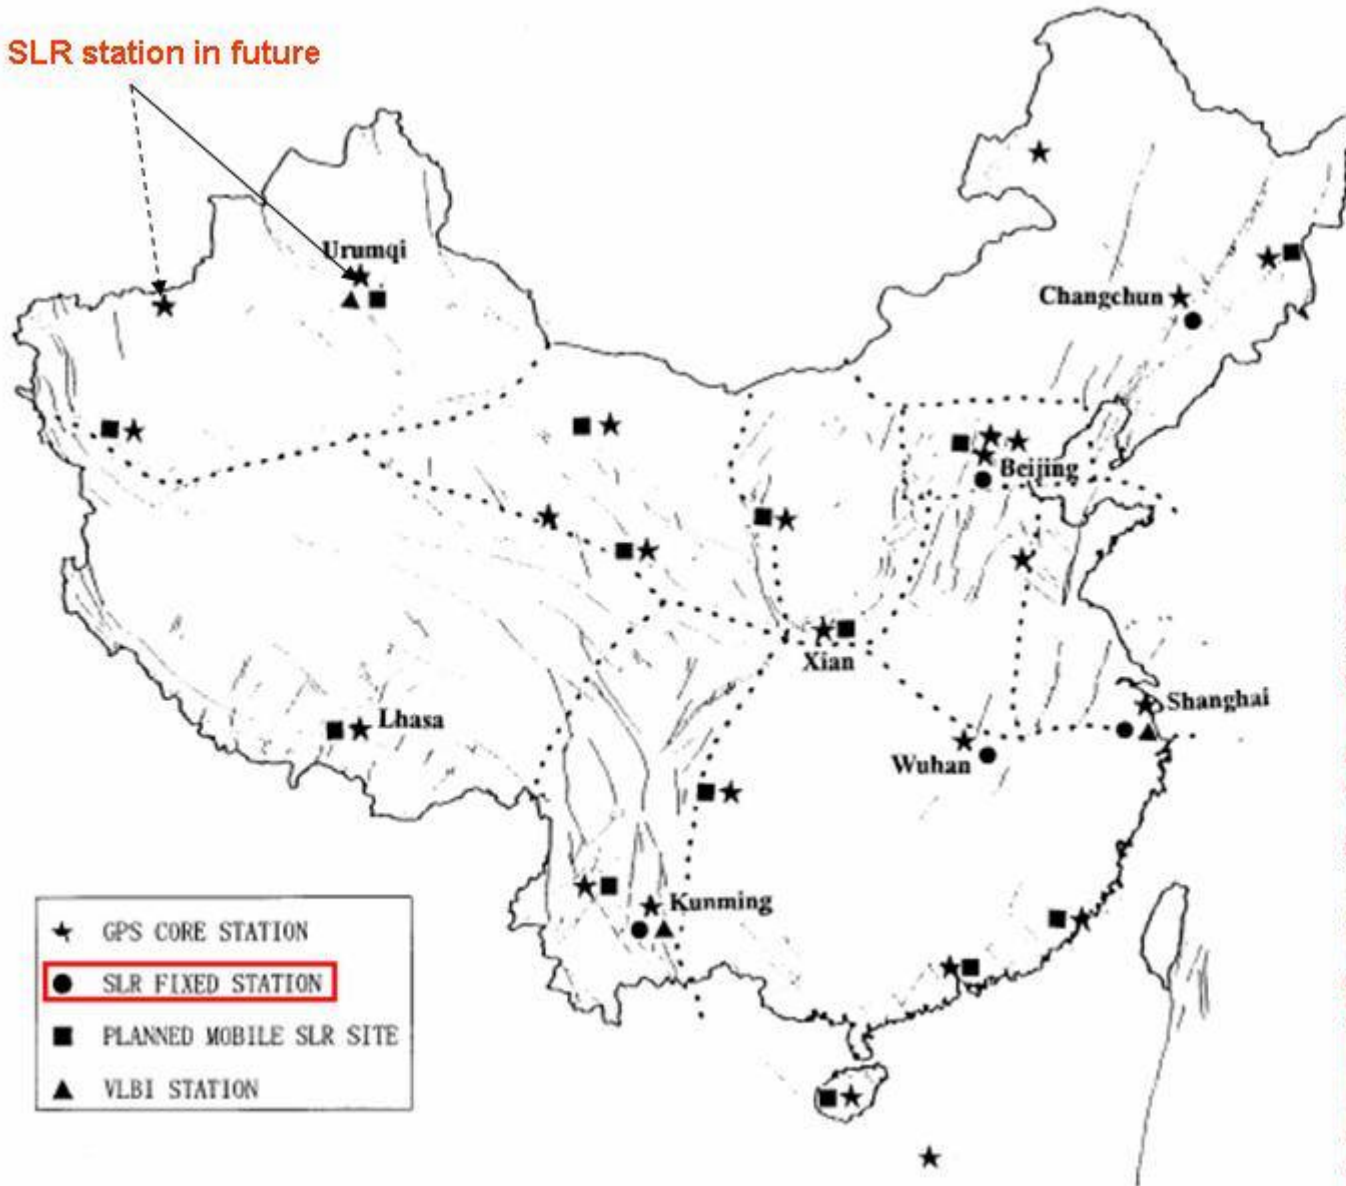 SLR station in future
Urumqi
Changchun
Beijing
Xian
Lhasa
Shanghai
Wuhan
Kunming
GPS CORE STATION
SLR FIXED STATION
PLANNED MOBILE SLR SITE
VLBI STATION